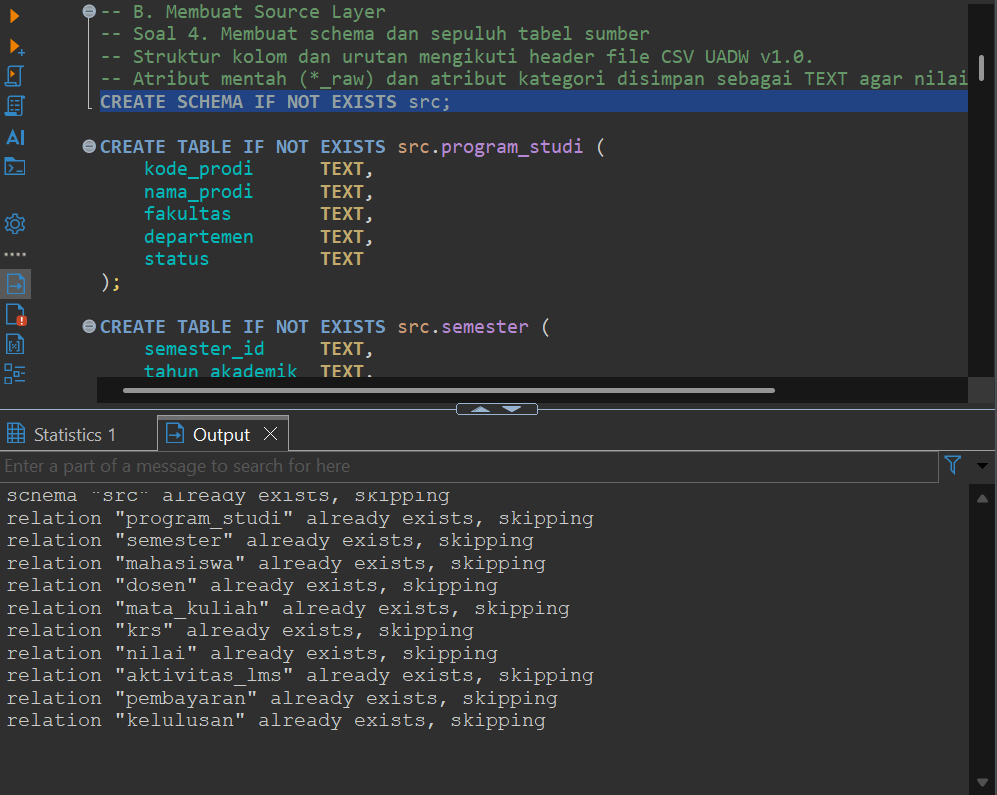 -- B. Membuat Source Layer
-- Soal 4. Membuat schema dan sepuluh tabel sumber
-- Struktur kolom dan urutan mengikuti header file CSV UADW v1.0.
-- Atribut mentah (*_raw) dan atribut kategori disimpan sebagai TEXT agar nilai
CREATE SCHEMA IF NOT EXISTS src;
CREATE TABLE IF NOT EXISTS src.program_studi (
kode_prodi TEXT,
nama_prodi TEXT,
fakultas TEXT,
departemen TEXT,
status TEXT
);
CREATE TABLE IF NOT EXISTS src.semester (
semester_id TEXT,
tahun_akademik TEXT,
AI
Statistics 1
Output
Enter a part of a message to search for here
schema "src" already exists, skipping
relation "program_studi" already exists, skipping
relation "semester" already exists, skipping
relation "mahasiswa" already exists, skipping
relation "dosen" already exists, skipping
relation "mata_kuliah" already exists, skipping
relation "krs" already exists, skipping
relation "nilai" already exists, skipping
relation "aktivitas_lms" already exists, skipping
relation "pembayaran" already exists, skipping
relation "kelulusan" already exists, skipping